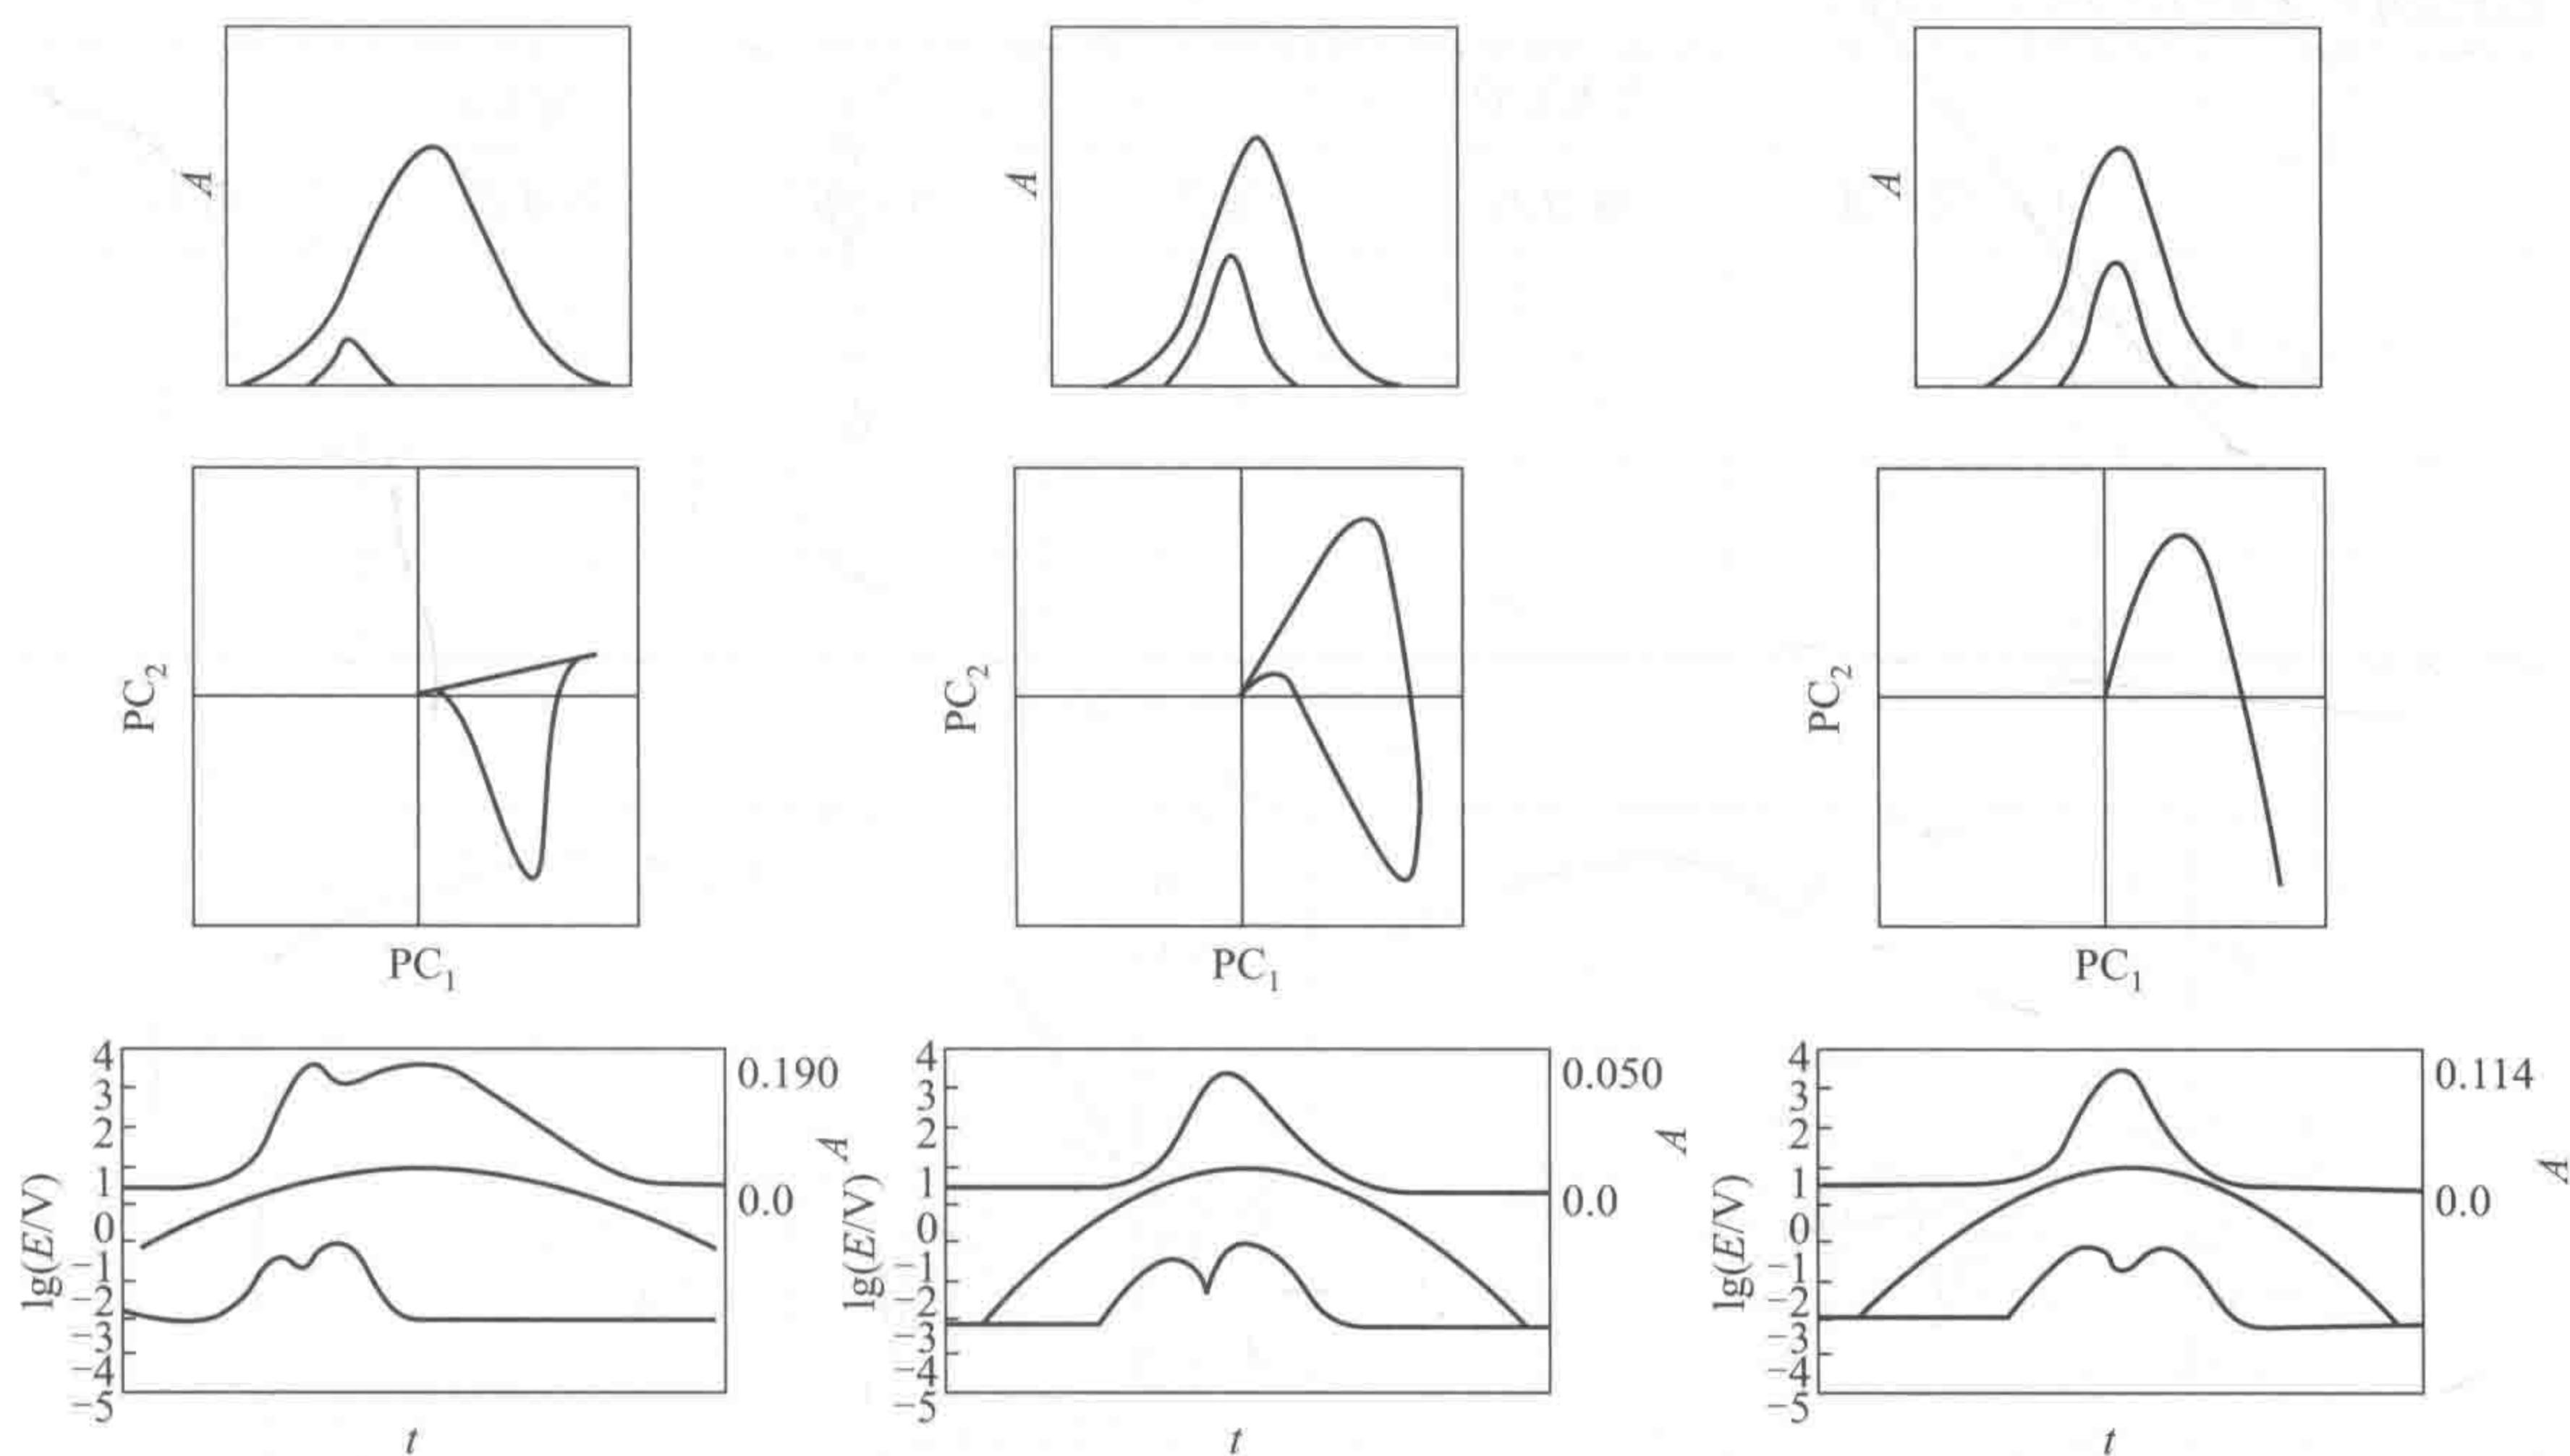 A A A
PC₂ PC₂ PC₂
PC₁ PC₁ PC₁
lg(E/V) 4 3 2 1 0 −1 −2 −3 −4 −5 0.190 0.0 A
t
lg(E/V) 4 3 2 1 0 −1 −2 −3 −4 −5 0.050 0.0 A
t
lg(E/V) 4 3 2 1 0 −1 −2 −3 −4 −5 0.114 0.0 A
t